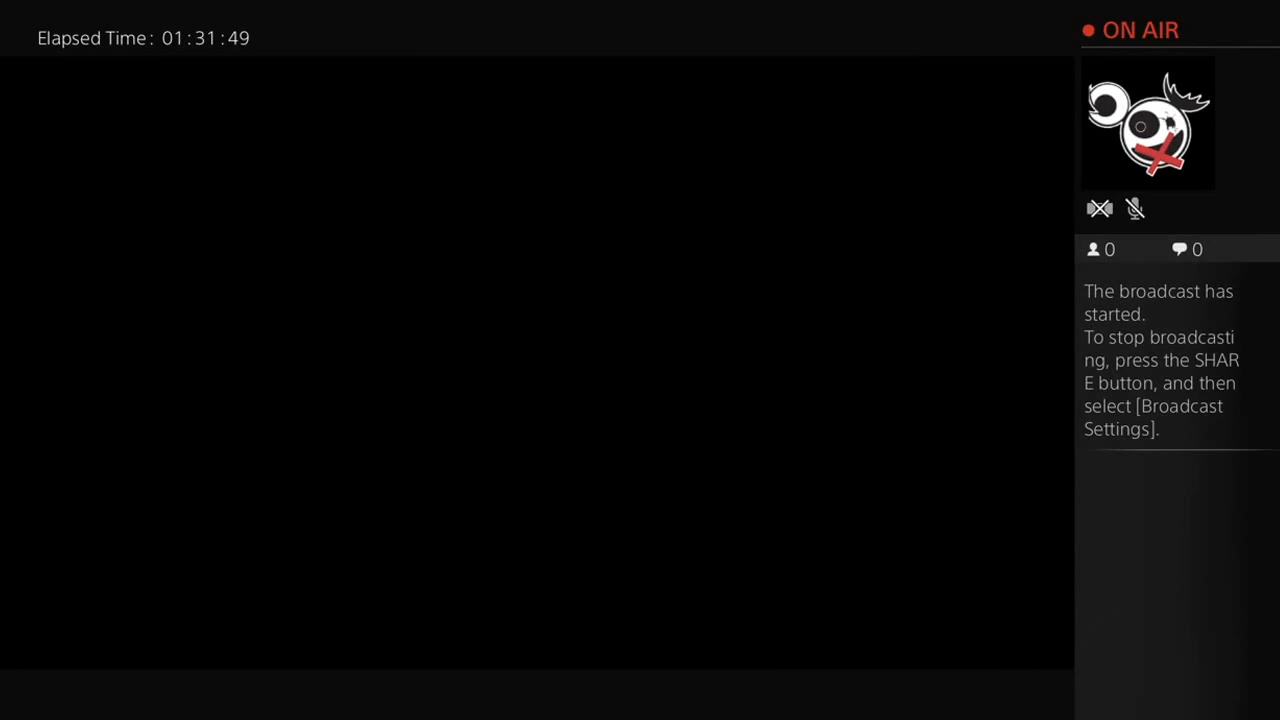 Elapsed Time: 01:31:49
ON AIR
0 0
The broadcast has
started.
To stop broadcasti
ng, press the SHAR
E button, and then
select [Broadcast
Settings].